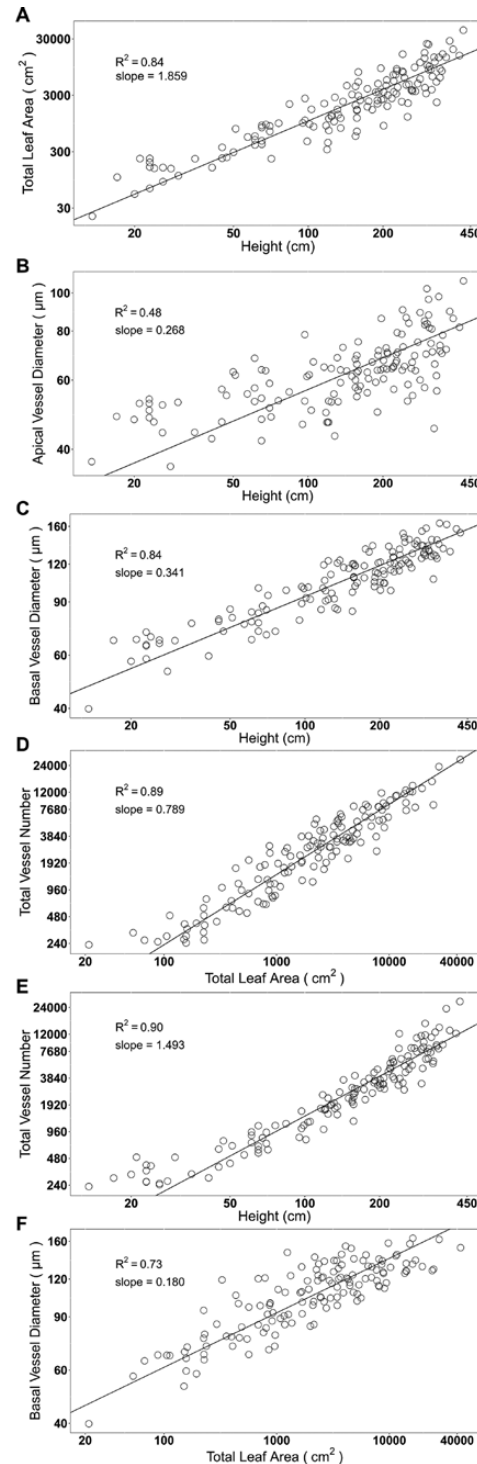 A
30000
3000
300
30
Total Leaf Area ( cm² )
R² = 0.84
slope = 1.859
20 50 100 200 450
Height (cm)
B
100
80
60
40
Apical Vessel Diameter ( µm )
R² = 0.48
slope = 0.268
20 50 100 200 450
Height (cm)
C
160
120
90
60
40
Basal Vessel Diameter ( µm )
R² = 0.84
slope = 0.341
20 50 100 200 450
Height (cm)
D
24000
12000
7680
3840
1920
960
480
240
Total Vessel Number
R² = 0.89
slope = 0.789
20 100 1000 10000 40000
Total Leaf Area ( cm² )
E
24000
12000
7680
3840
1920
960
480
240
Total Vessel Number
R² = 0.90
slope = 1.493
20 50 100 200 450
Height (cm)
F
160
120
90
60
40
Basal Vessel Diameter ( µm )
R² = 0.73
slope = 0.180
20 100 1000 10000 40000
Total Leaf Area ( cm² )